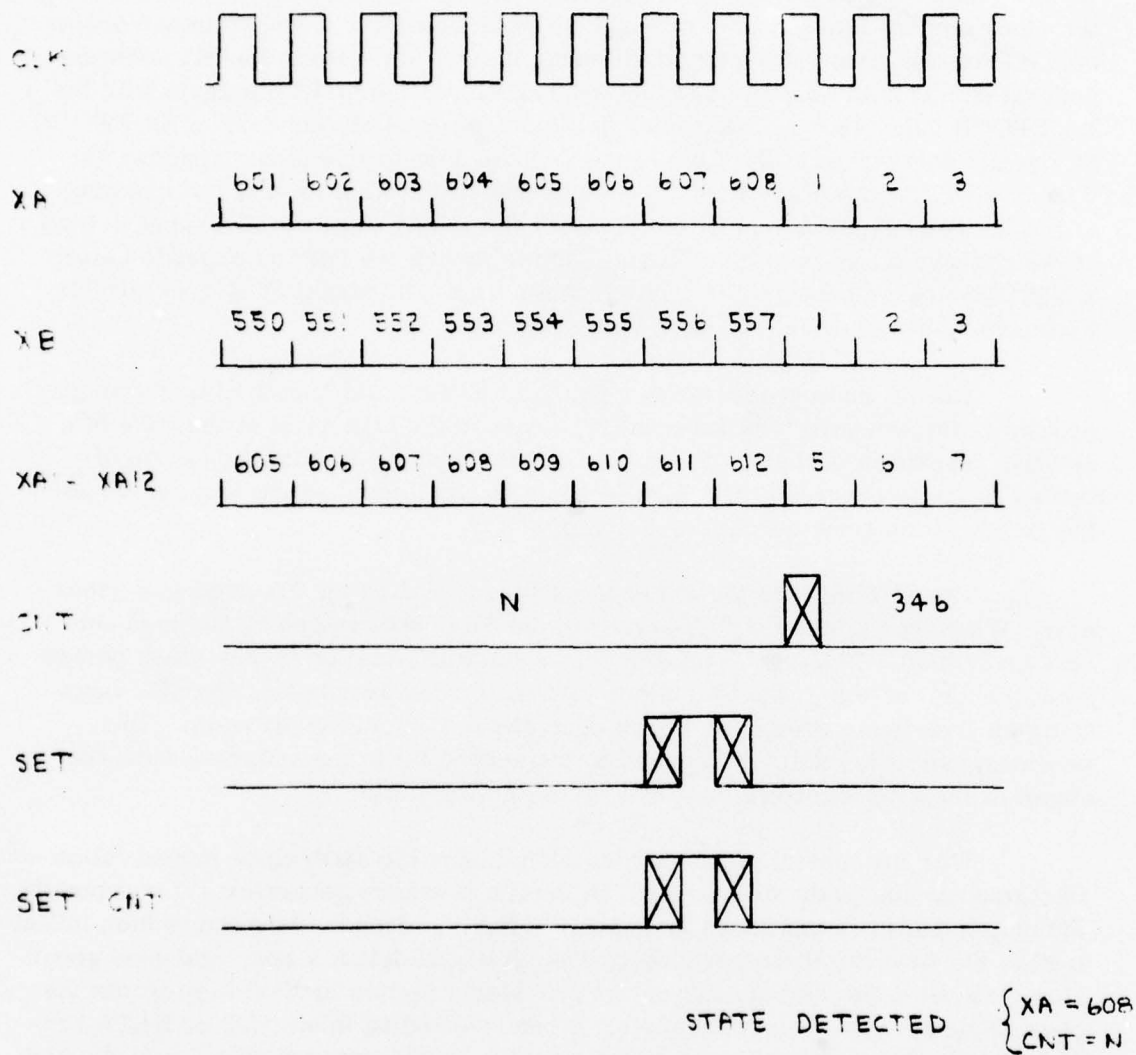 CLK
XA 601 602 603 604 605 606 607 608 1 2 3
XB 550 551 552 553 554 555 556 557 1 2 3
XA1 - XA12 605 606 607 608 609 610 611 612 5 6 7
CNT N 346
SET
SET CNT
STATE DETECTED { XA = 608
CNT = N